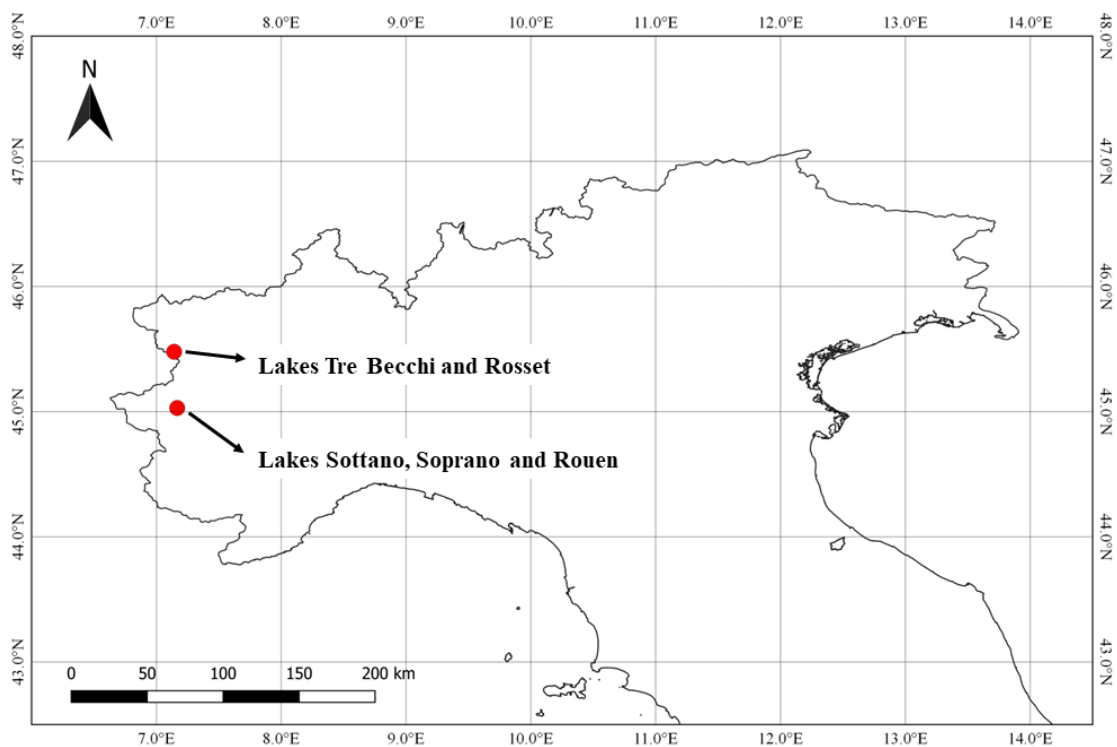 7.0°E 8.0°E 9.0°E 10.0°E 11.0°E 12.0°E 13.0°E 14.0°E
48.0°N 48.0°N
N
47.0°N 47.0°N
46.0°N 46.0°N
Lakes Tre Becchi and Rosset
45.0°N 45.0°N
Lakes Sottano, Soprano and Rouen
44.0°N 44.0°N
43.0°N 43.0°N
0 50 100 150 200 km
7.0°E 8.0°E 9.0°E 10.0°E 11.0°E 12.0°E 13.0°E 14.0°E